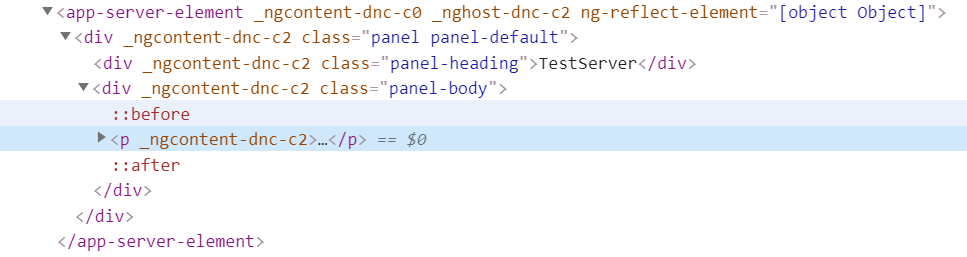 ▼<app-server-element _ngcontent-dnc-c0 _nghost-dnc-c2 ng-reflect-element="[object Object]">
▼<div _ngcontent-dnc-c2 class="panel panel-default">
<div _ngcontent-dnc-c2 class="panel-heading">TestServer</div>
▼<div _ngcontent-dnc-c2 class="panel-body">
::before
▶<p _ngcontent-dnc-c2>…</p> == $0
::after
</div>
</div>
</app-server-element>